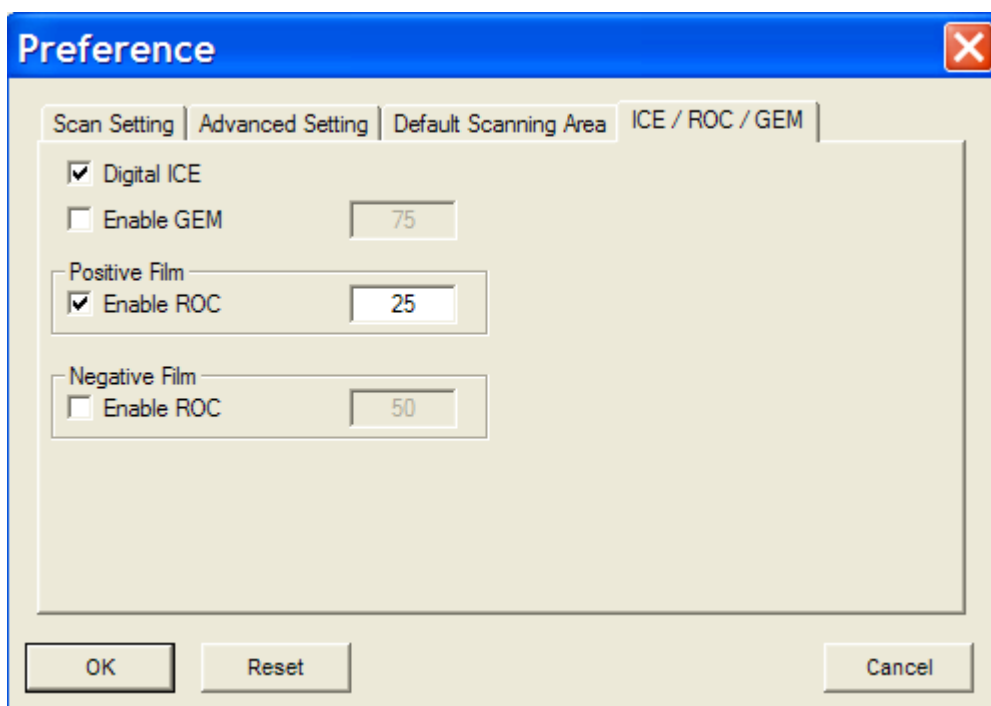 Preference
Scan Setting Advanced Setting Default Scanning Area ICE / ROC / GEM
Digital ICE
Enable GEM 75
Positive Film
Enable ROC 25
Negative Film
Enable ROC 50
OK Reset Cancel